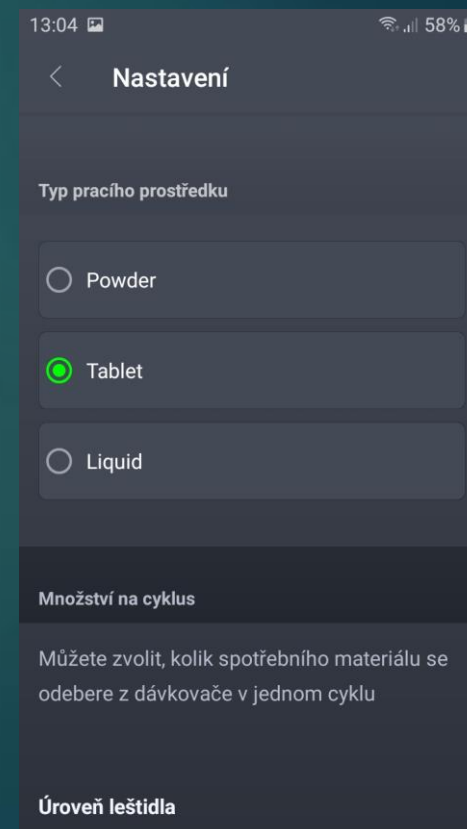 13:04 58%
Nastavení
Typ pracího prostředku
Powder
Tablet
Liquid
Množství na cyklus
Můžete zvolit, kolik spotřebního materiálu se
odebere z dávkovače v jednom cyklu
Úroveň leštidla